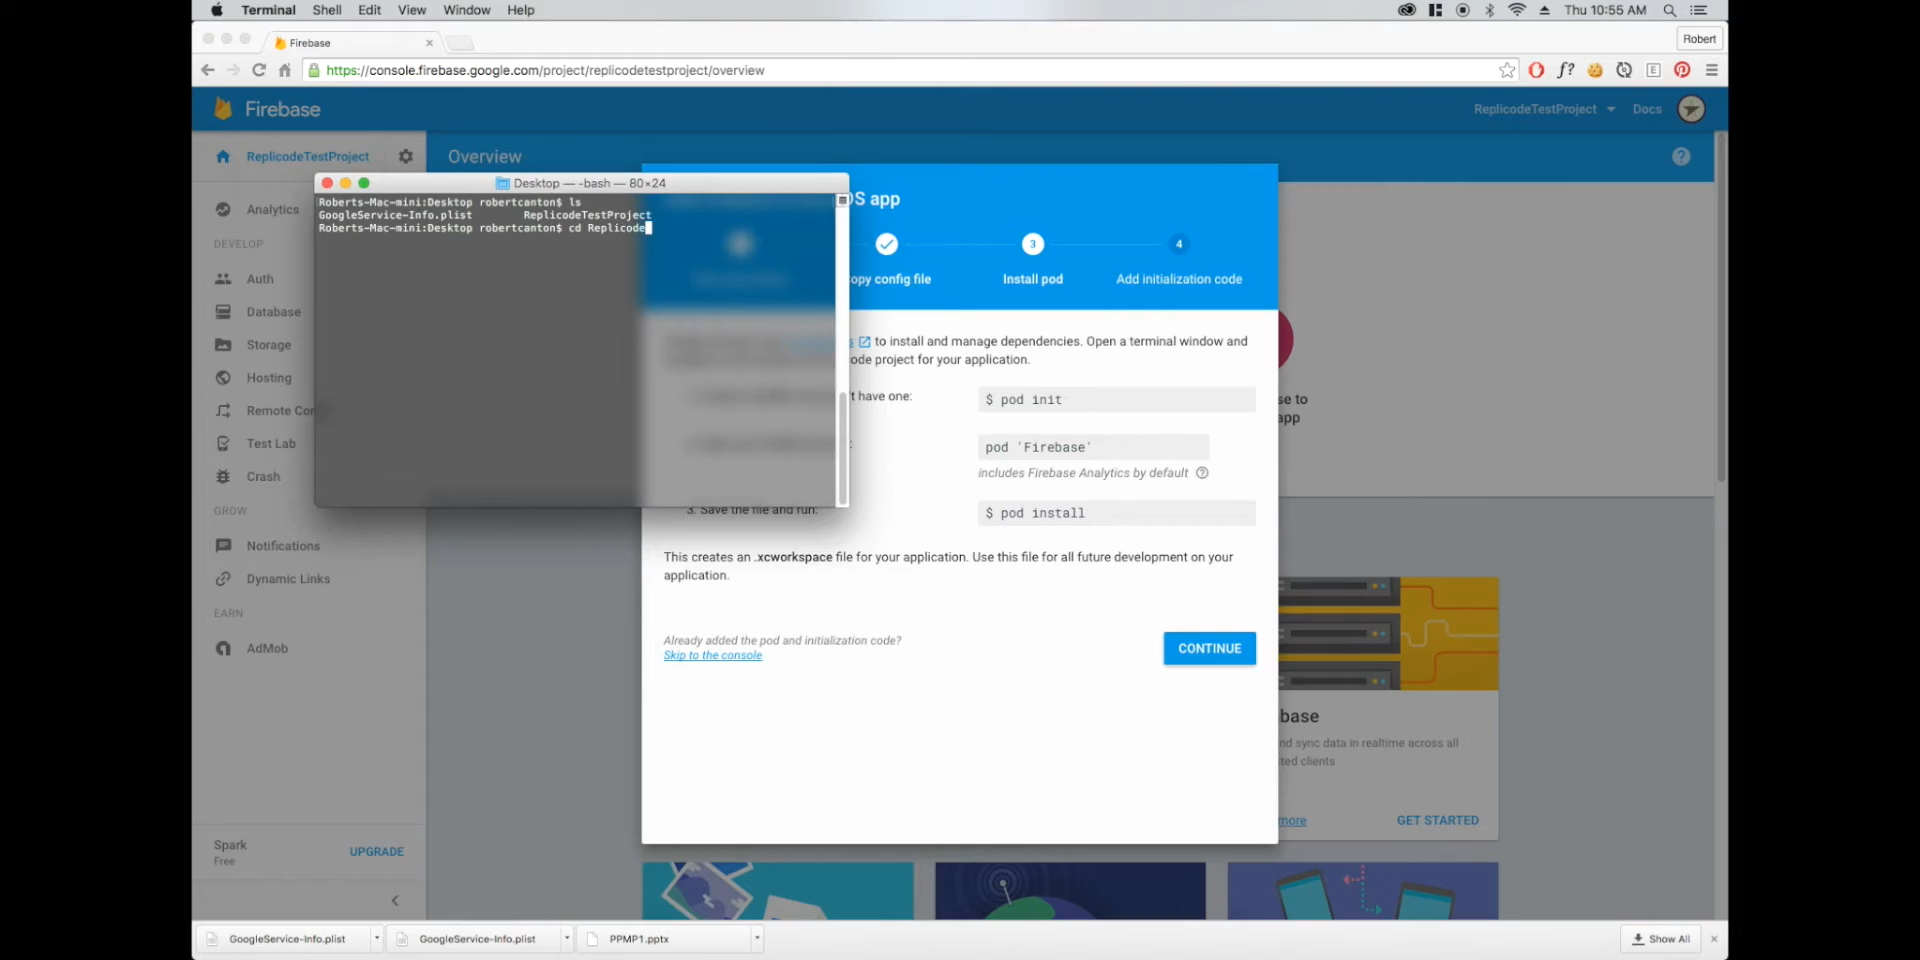 Terminal Shell Edit View Window Help Thu 10:55 AM
Firebase Robert
https://console.firebase.google.com/project/replicodetestproject/overview
Firebase ReplicodeTestProject Docs
ReplicodeTestProject
Overview
Analytics
DEVELOP
Auth
Database
Storage
Hosting
Remote Con
Test Lab
Crash
GROW
Notifications
Dynamic Links
EARN
AdMob
Spark
Free
UPGRADE
Desktop — -bash — 80×24
Roberts-Mac-mini:Desktop robertcanton$ ls
GoogleService-Info.plist ReplicodeTestProject
Roberts-Mac-mini:Desktop robertcanton$ cd Replicode
OS app
3
4
opy config file
Install pod
Add initialization code
s to install and manage dependencies. Open a terminal window and
ode project for your application.
't have one:
$ pod init
pod 'Firebase'
includes Firebase Analytics by default
3. Save the file and run:
$ pod install
This creates an .xcworkspace file for your application. Use this file for all future development on your
application.
Already added the pod and initialization code?
Skip to the console
CONTINUE
se to
app
base
nd sync data in realtime across all
ted clients
more
GET STARTED
GoogleService-Info.plist
GoogleService-Info.plist
PPMP1.pptx
Show All